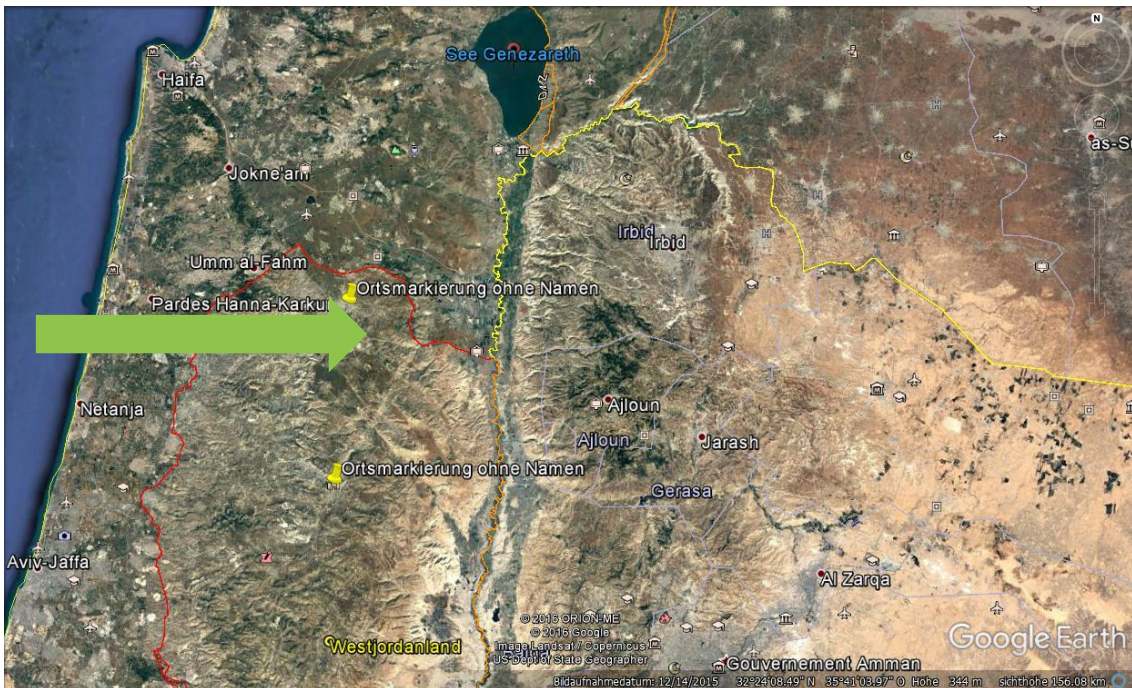 N
See Genezareth
Haifa
DMZ
Jokne'am
Irbid
Irbid
Umm al-Fahm
Ortsmarkierung ohne Namen
Pardes Hanna-Karkur
Netanja
Ajloun
Ajloun
Jarash
Ortsmarkierung ohne Namen
Gerasa
Aviv-Jaffa
Al Zarqa
© 2016 ORION-ME
© 2016 Google
Image Landsat / Copernicus
US Dept of State Geographer
Westjordanland
Balqa
Google Earth
Gouvernement Amman
Bildaufnahmedatum: 12/14/2015 32°24'08.49" N 35°41'03.97" O Höhe 344 m sichthöhe 156.08 km